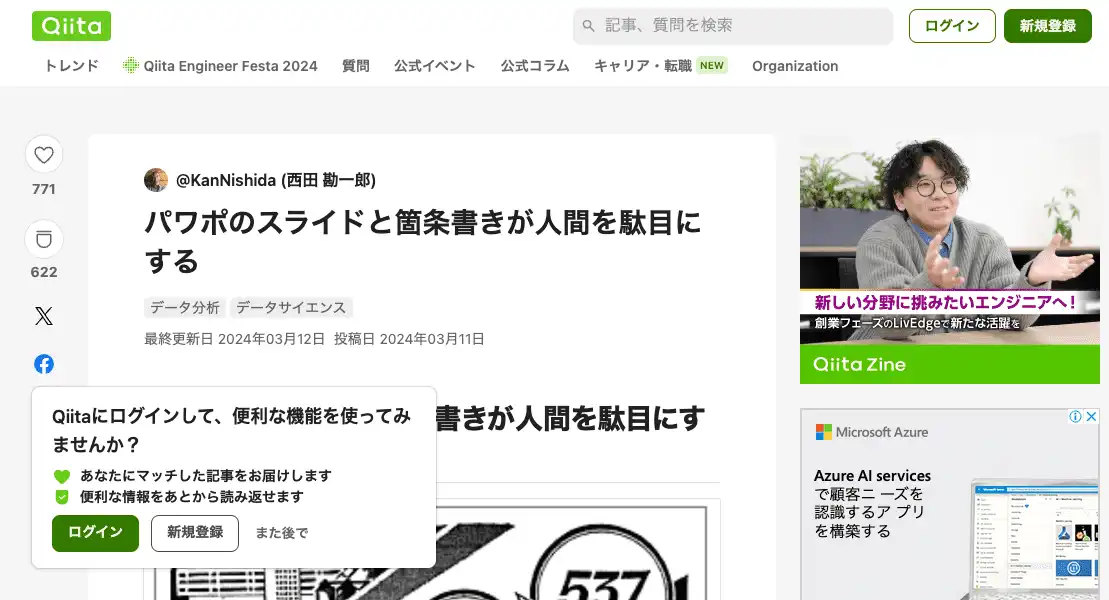 Qiita
記事、質問を検索
ログイン
新規登録
トレンド
Qiita Engineer Festa 2024
質問
公式イベント
公式コラム
キャリア・転職 NEW
Organization
771
622
@KanNishida (西田 勘一郎)
パワポのスライドと箇条書きが人間を駄目に
する
データ分析 データサイエンス
最終更新日 2024年03月12日 投稿日 2024年03月11日
書きが人間を駄目にす
537
Qiitaにログインして、便利な機能を使ってみ
ませんか？
あなたにマッチした記事をお届けします
便利な情報をあとから読み返せます
ログイン
新規登録
また後で
新しい分野に挑みたいエンジニアへ！
創業フェーズのLivEdgeで新たな活躍を
Qiita Zine
Microsoft Azure
Azure AI services
で顧客ニ ーズを
認識するア プリ
を構築する